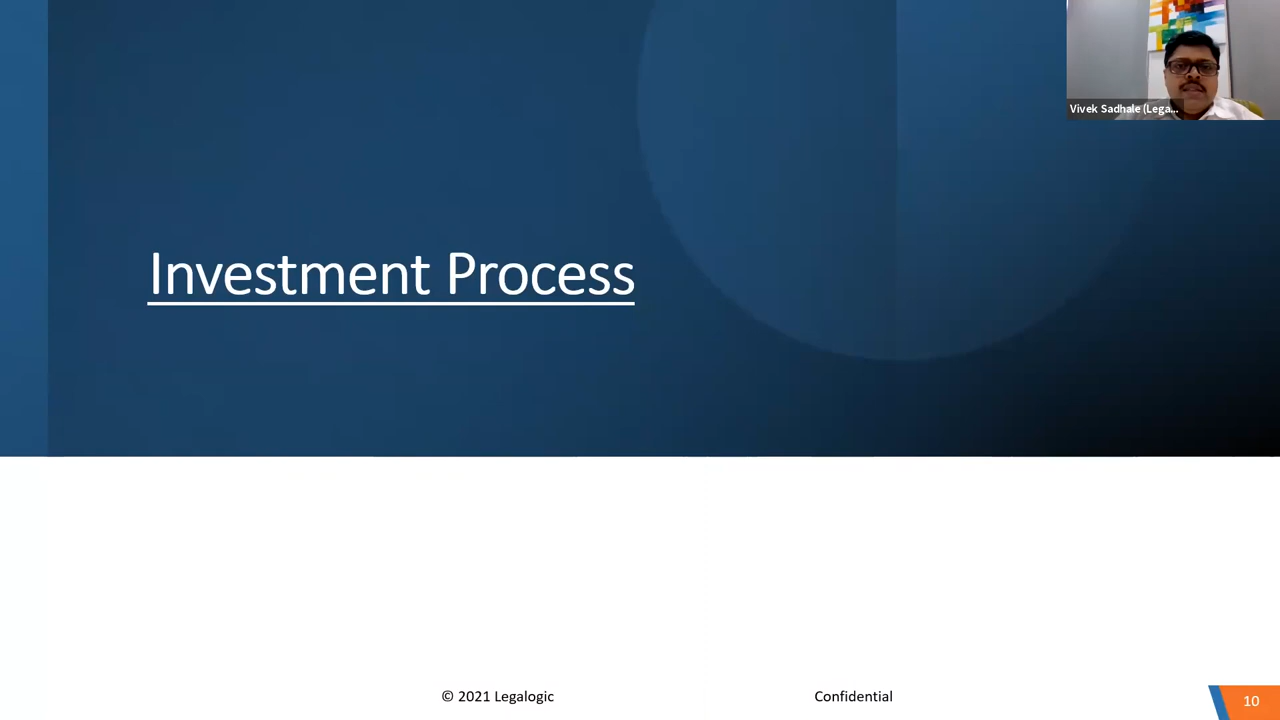 Vivek Sadhale (Lega...
Investment Process
© 2021 Legalogic
Confidential
10